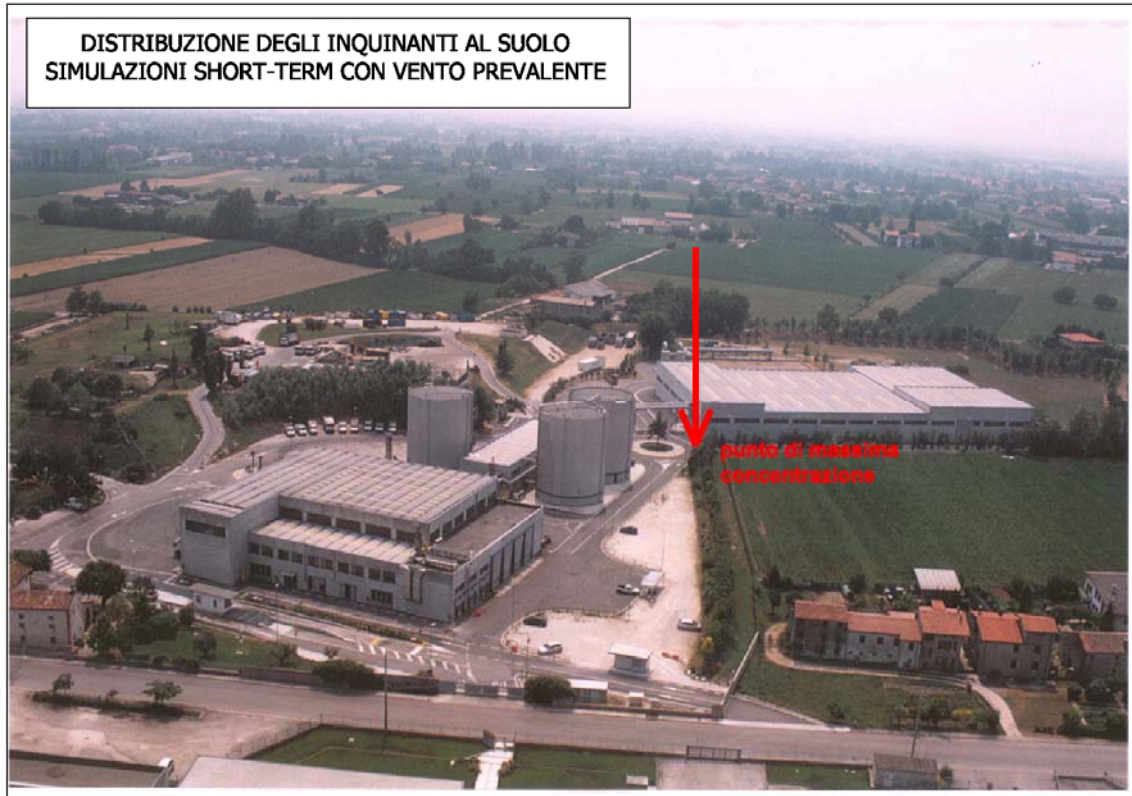 DISTRIBUZIONE DEGLI INQUINANTI AL SUOLO
SIMULAZIONI SHORT-TERM CON VENTO PREVALENTE
punto di massima
concentrazione